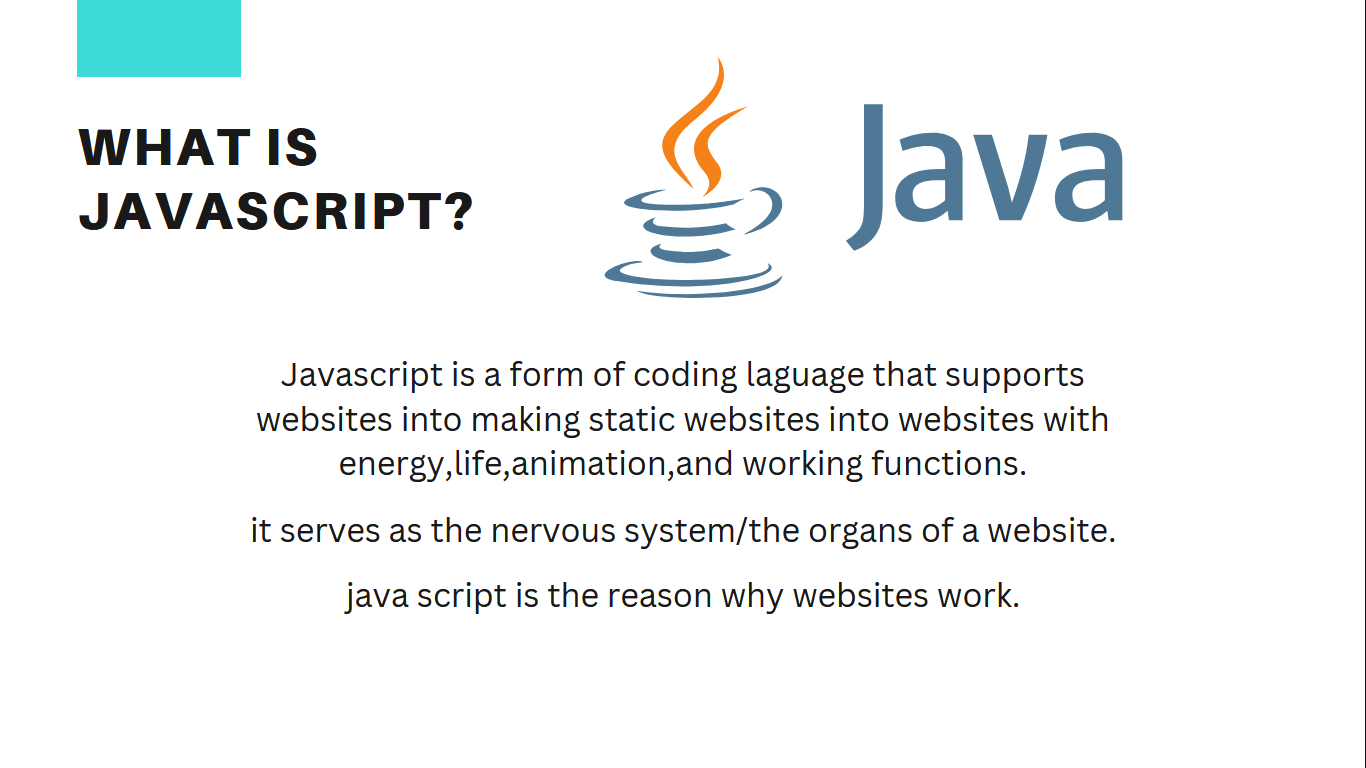 WHAT IS
JAVASCRIPT?
Java
Javascript is a form of coding laguage that supports
websites into making static websites into websites with
energy,life,animation,and working functions.
it serves as the nervous system/the organs of a website.
java script is the reason why websites work.